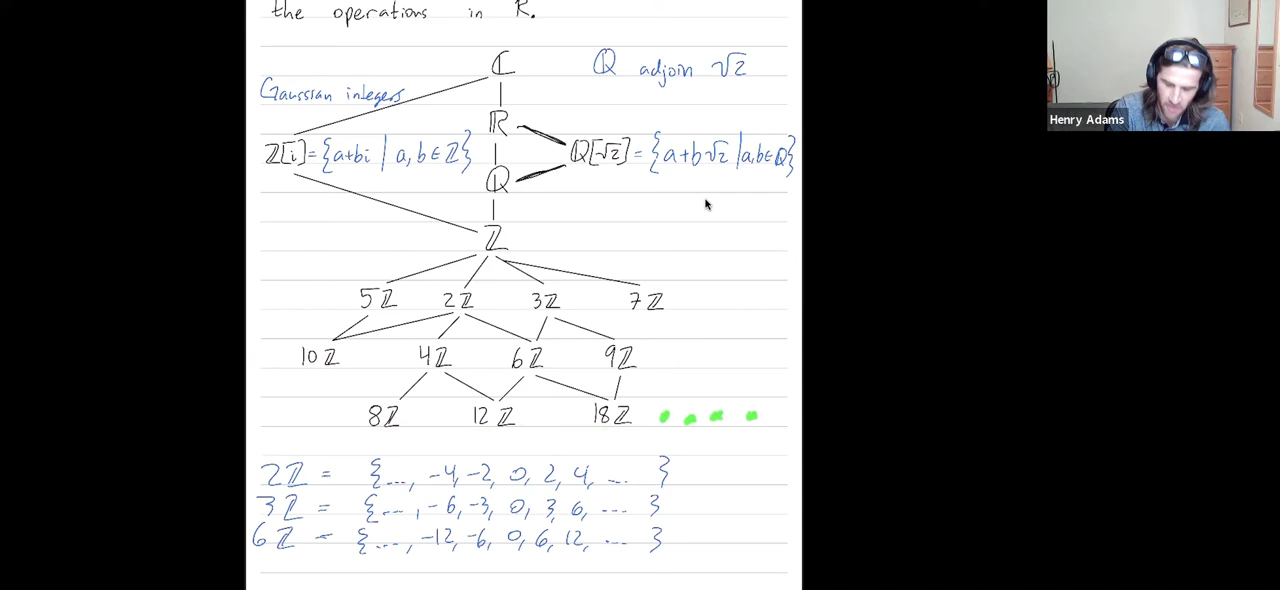 the operations in R.
ℂ
ℚ adjoin √2
Gaussian integers
ℝ
ℤ[i] = {a+bi | a, b ∈ ℤ}
ℚ[√2] = {a+b√2 | a,b∈ℚ}
ℚ
ℤ
5ℤ 2ℤ 3ℤ 7ℤ
10ℤ 4ℤ 6ℤ 9ℤ
8ℤ 12ℤ 18ℤ
2ℤ = {..., -4, -2, 0, 2, 4, ... }
3ℤ = {..., -6, -3, 0, 3, 6, ... }
6ℤ = {..., -12, -6, 0, 6, 12, ... }
Henry Adams